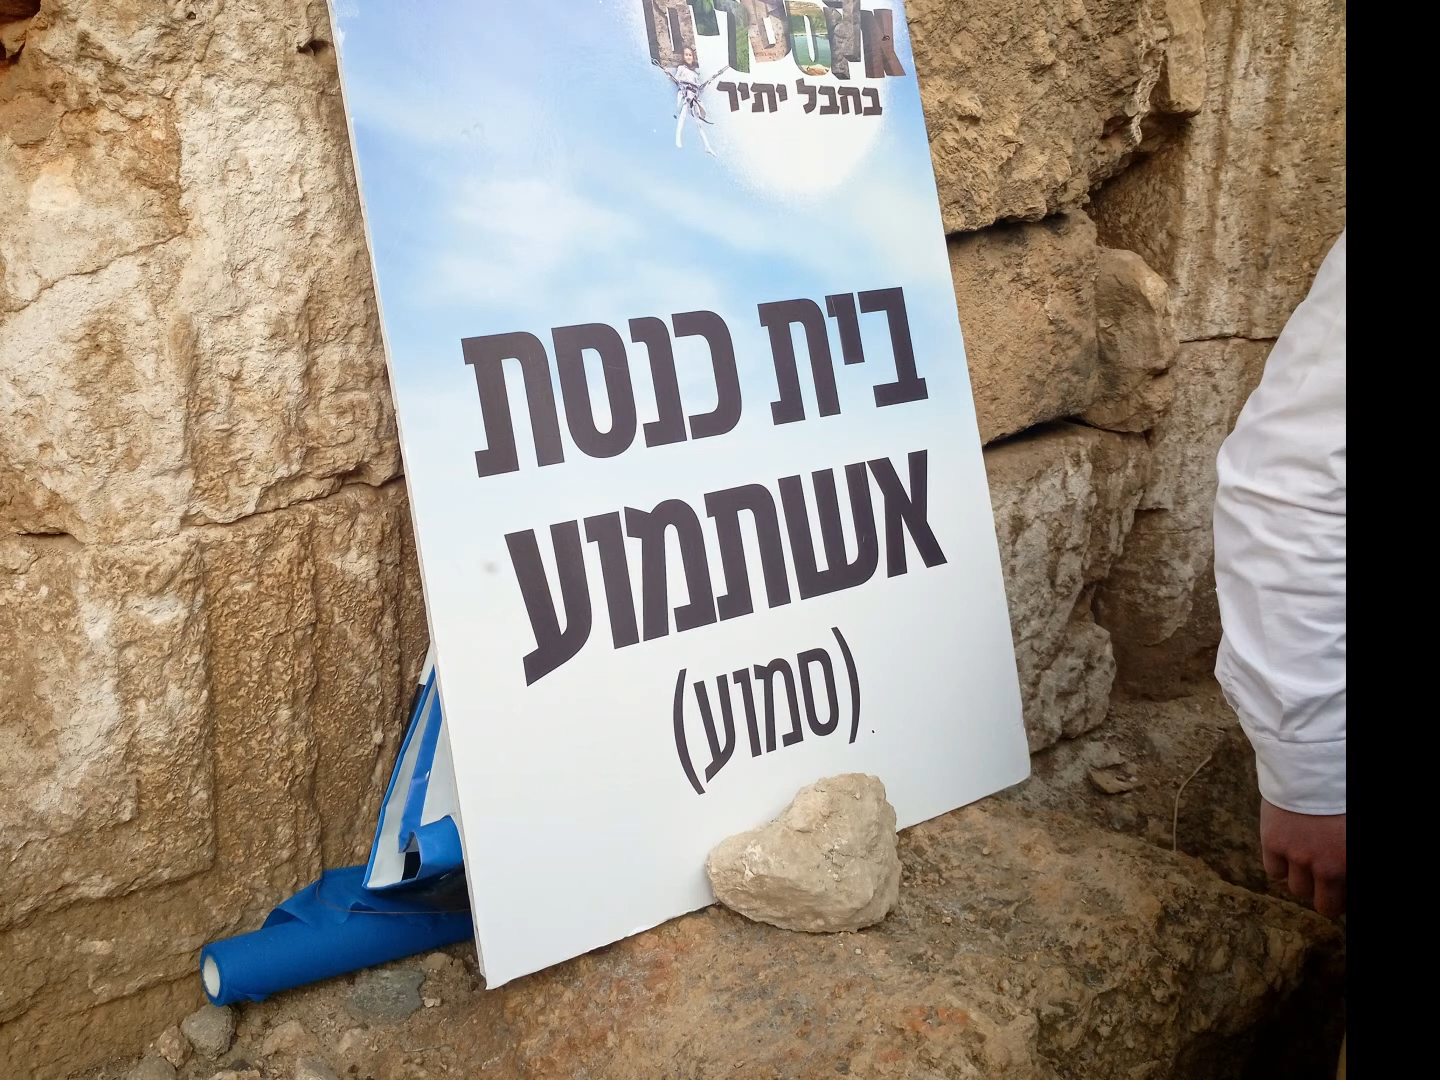 בחבל יתיר
בית כנסת
אשתמוע
(סמוע)